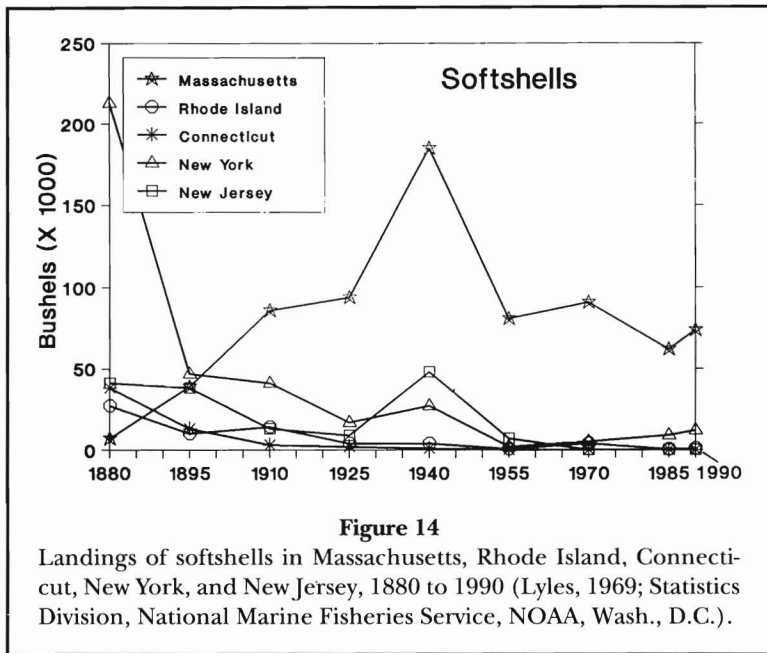 250
200
150
100
50
0
Bushels (X 1000)
Softshells
Massachusetts
Rhode Island
Connecticut
New York
New Jersey
1880 1895 1910 1925 1940 1955 1970 1985 1990
Figure 14
Landings of softshells in Massachusetts, Rhode Island, Connecti-
cut, New York, and New Jersey, 1880 to 1990 (Lyles, 1969; Statistics
Division, National Marine Fisheries Service, NOAA, Wash., D.C.).